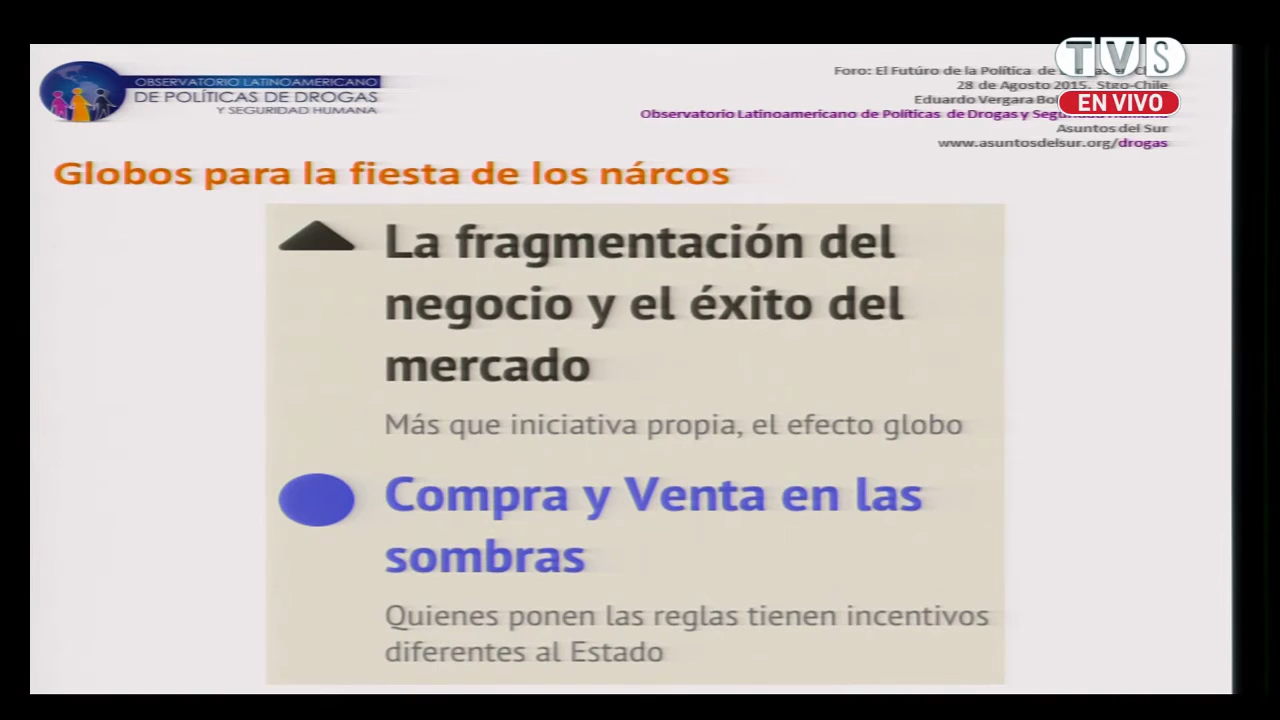 OBSERVATORIO LATINOAMERICANO
DE POLÍTICAS DE DROGAS
Y SEGURIDAD HUMANA
TVS
EN VIVO
Foro: El Futúro de la Política de
28 de Agosto 2015. Stgo-Chile
Eduardo Vergara
Observatorio Latinoamericano de Políticas de Drogas y
Asuntos del Sur
www.asuntosdelsur.org/drogas
Globos para la fiesta de los nárcos
La fragmentación del
negocio y el éxito del
mercado
Más que iniciativa propia, el efecto globo
Compra y Venta en las
sombras
Quienes ponen las reglas tienen incentivos
diferentes al Estado